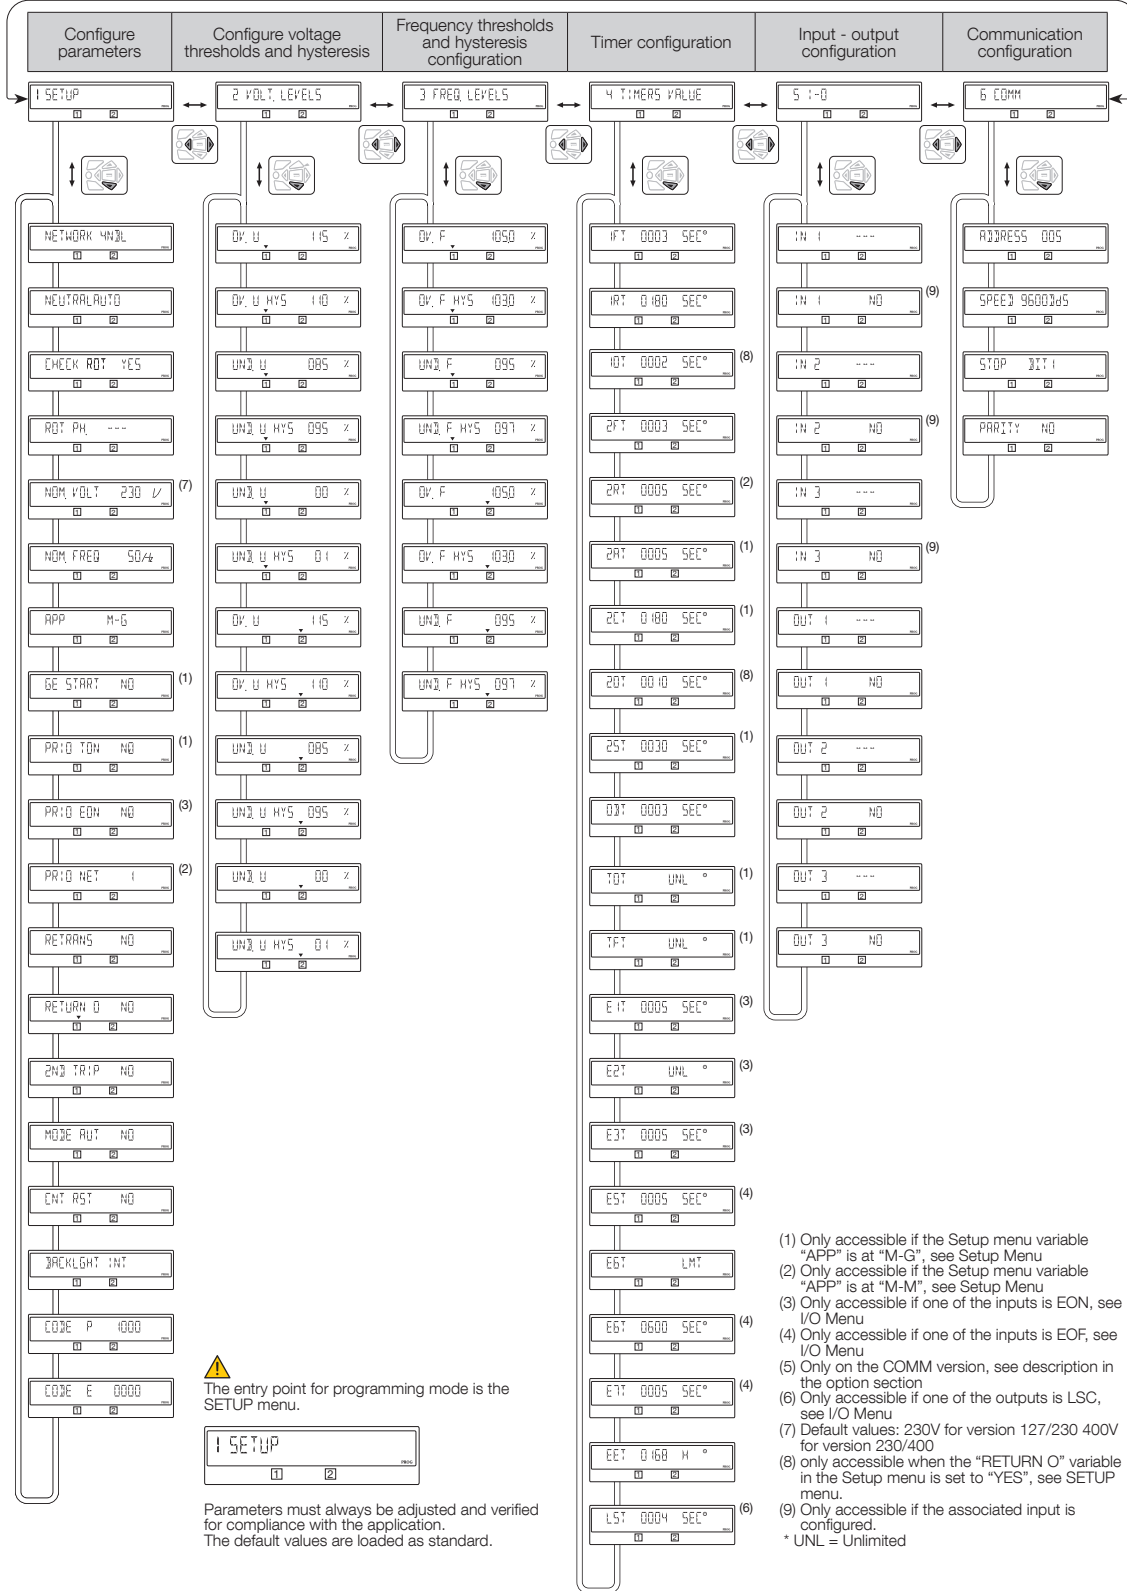 Configure
parameters
Configure voltage
thresholds and hysteresis
Frequency thresholds
and hysteresis
configuration
Timer configuration
Input - output
configuration
Communication
configuration
1 SETUP
2 VOLT. LEVELS
3 FREQ. LEVELS
4 TIMERS VALUE
5 I-O
6 COMM
NETWORK 4NBL
NEUTRALAUTO
CHECK ROT YES
ROT PH. ---
NOM. VOLT 230 V (7)
NOM. FREQ 50 Hz
APP M-G
GE START NO (1)
PRIO TON NO (1)
PRIO EON NO (3)
PRIO NET 1 (2)
RETRANS NO
RETURN 0 NO
2ND TRIP NO
MODE AUT NO
CNT RST NO
BACKLGHT INT
CODE P 1000
CODE E 0000
OV. U 115 %
OV. U HYS 110 %
UND. U 085 %
UND. U HYS 095 %
UND. U 00 %
UND. U HYS 01 %
OV. U 115 %
OV. U HYS 110 %
UND. U 085 %
UND. U HYS 095 %
UND. U 00 %
UND. U HYS 01 %
OV. F 105.0 %
OV. F HYS 103.0 %
UND. F 095 %
UND. F HYS 097 %
OV. F 105.0 %
OV. F HYS 103.0 %
UND. F 095 %
UND. F HYS 097 %
1FT 0003 SEC°
1RT 0180 SEC°
1OT 0002 SEC° (8)
2FT 0003 SEC°
2RT 0005 SEC° (2)
2AT 0005 SEC° (1)
2CT 0180 SEC° (1)
2OT 0010 SEC° (8)
2ST 0030 SEC° (1)
ODT 0003 SEC°
TOT UNL ° (1)
TFT UNL ° (1)
E1T 0005 SEC° (3)
E2T UNL ° (3)
E3T 0005 SEC° (3)
E5T 0005 SEC° (4)
E6T LMT
E6T 0600 SEC° (4)
E7T 0005 SEC° (4)
EET 0168 H °
LST 0004 SEC° (6)
IN 1 ---
IN 1 NO (9)
IN 2 ---
IN 2 NO (9)
IN 3 ---
IN 3 NO (9)
OUT 1 ---
OUT 1 NO
OUT 2 ---
OUT 2 NO
OUT 3 ---
OUT 3 NO
ADDRESS 005
SPEED 9600BdS
STOP BIT 1
PARITY NO
The entry point for programming mode is the
SETUP menu.
1 SETUP
PROG
1 2
Parameters must always be adjusted and verified
for compliance with the application.
The default values are loaded as standard.
(1) Only accessible if the Setup menu variable
“APP” is at “M-G”, see Setup Menu
(2) Only accessible if the Setup menu variable
“APP” is at “M-M”, see Setup Menu
(3) Only accessible if one of the inputs is EON, see
I/O Menu
(4) Only accessible if one of the inputs is EOF, see
I/O Menu
(5) Only on the COMM version, see description in
the option section
(6) Only accessible if one of the outputs is LSC,
see I/O Menu
(7) Default values: 230V for version 127/230 400V
for version 230/400
(8) only accessible when the “RETURN O” variable
in the Setup menu is set to “YES”, see SETUP
menu.
(9) Only accessible if the associated input is
configured.
* UNL = Unlimited